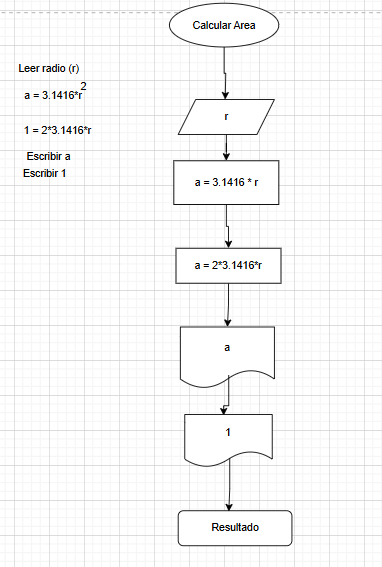 Calcular Area
Leer radio (r)
a = 3.1416*r2
1 = 2*3.1416*r
Escribir a
Escribir 1
r
a = 3.1416 * r
a = 2*3.1416*r
a
1
Resultado